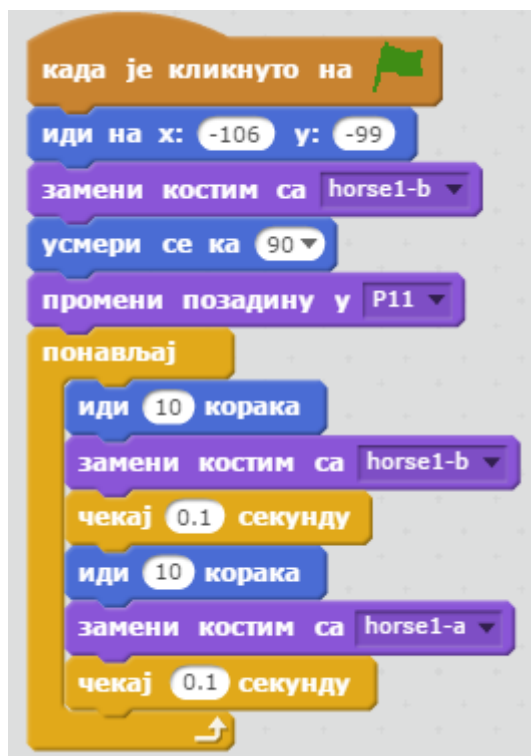 када је кликнуто на
иди на x: -106 y: -99
замени костим са horse1-b
усмери се ка 90
промени позадину у P11
понављај
иди 10 корака
замени костим са horse1-b
чекај 0.1 секунду
иди 10 корака
замени костим са horse1-a
чекај 0.1 секунду